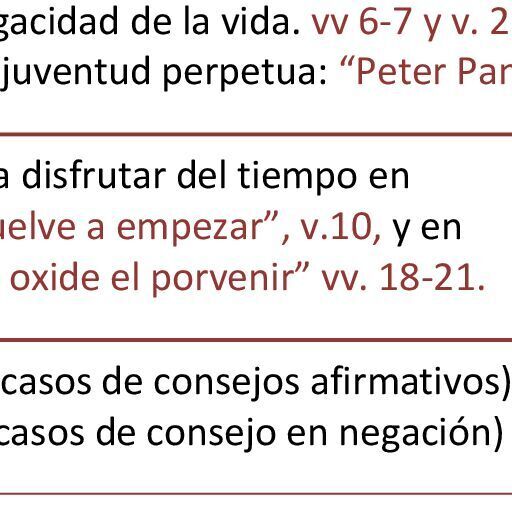 gacidad de la vida. vv 6-7 y v. 2
juventud perpetua: “Peter Pan
a disfrutar del tiempo en
uelve a empezar”, v.10, y en
oxide el porvenir” vv. 18-21.
casos de consejos afirmativos)
casos de consejo en negación)